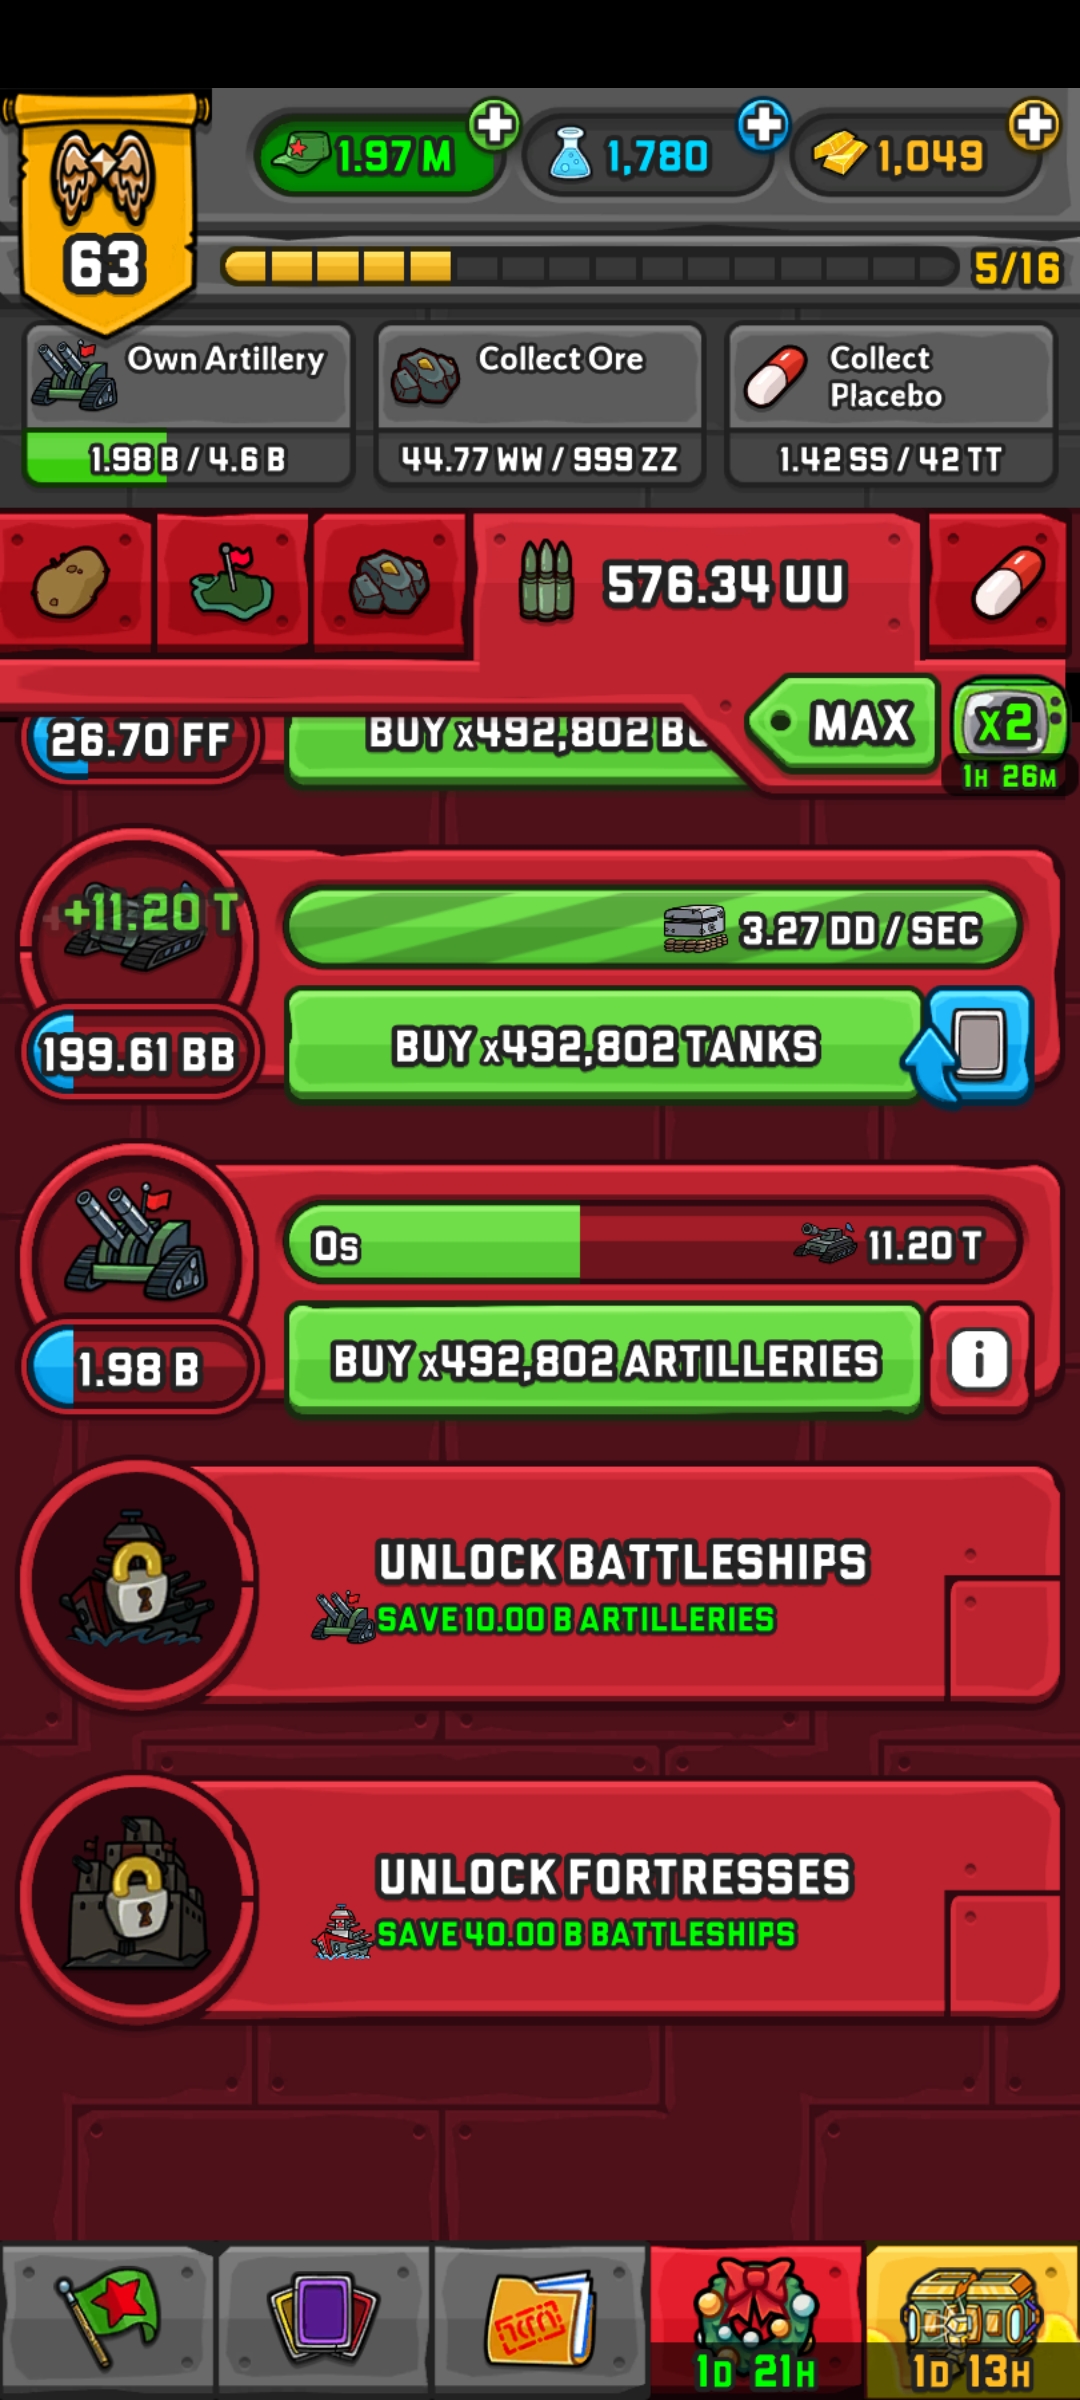 1.97 M
1,780
1,049
63
5/16
Own Artillery
1.98 B / 4.6 B
Collect Ore
44.77 WW / 999 ZZ
Collect
Placebo
1.42 SS / 42 TT
576.34 UU
MAX
X2
1H 26M
26.70 FF
BUY x492,802
+11.20 T
3.27 DD / SEC
199.61 BB
BUY x492,802 TANKS
0s
11.20 T
1.98 B
BUY x492,802 ARTILLERIES
i
UNLOCK BATTLESHIPS
SAVE 10.00 B ARTILLERIES
UNLOCK FORTRESSES
SAVE 40.00 B BATTLESHIPS
1D 21H
1D 13H